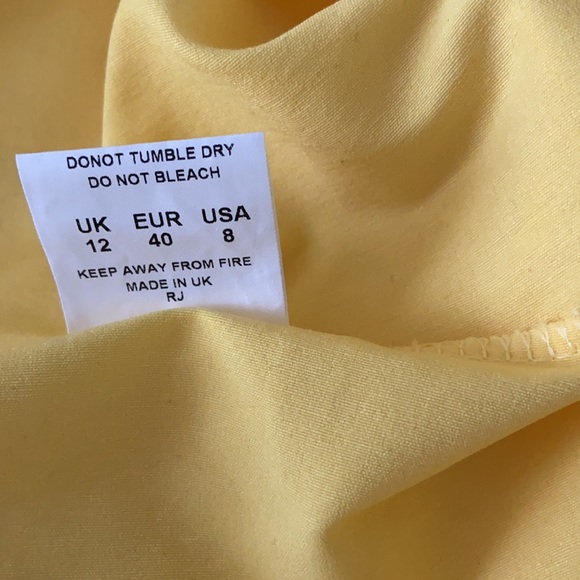 DONOT TUMBLE DRY
DO NOT BLEACH
UK EUR USA
12 40 8
KEEP AWAY FROM FIRE
MADE IN UK
RJ